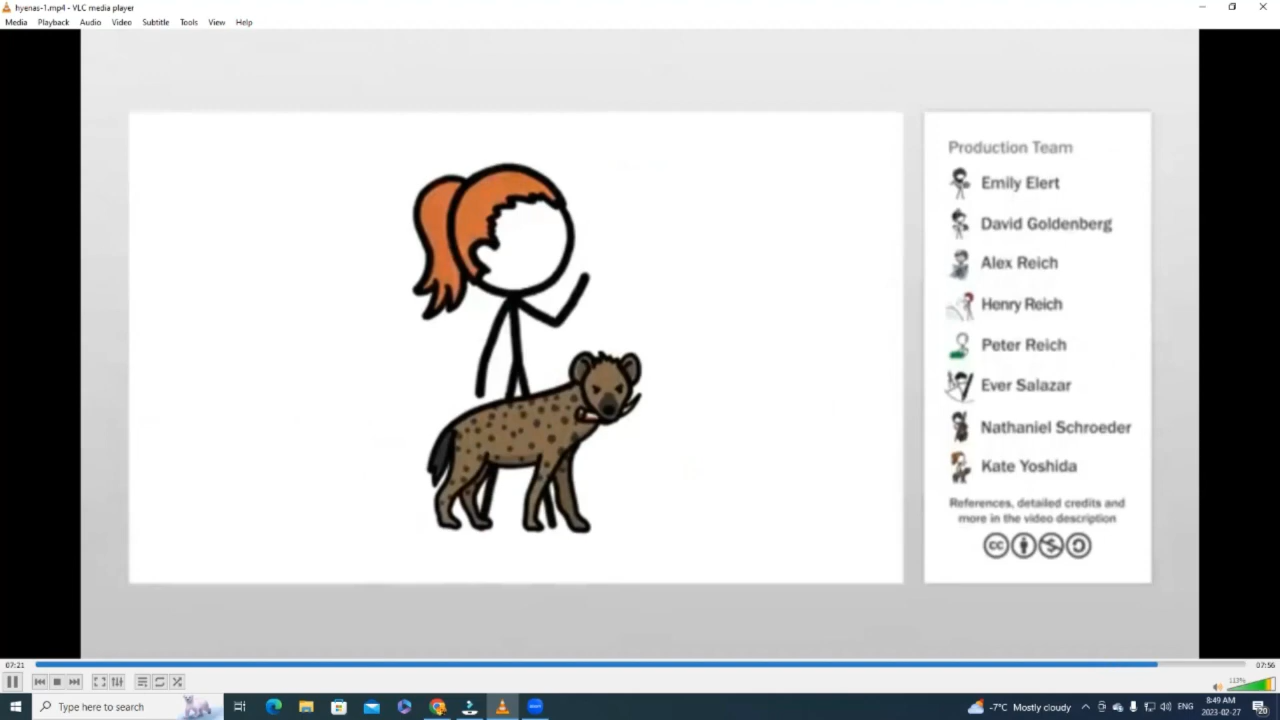 hyenas-1.mp4 - VLC media player
Media Playback Audio Video Subtitle Tools View Help
Production Team
Emily Elert
David Goldenberg
Alex Reich
Henry Reich
Peter Reich
Ever Salazar
Nathaniel Schroeder
Kate Yoshida
References, detailed credits and
more in the video description
cc
07:21
07:56
113%
Type here to search
-7°C Mostly cloudy
ENG
8:49 AM
2023-02-27
20